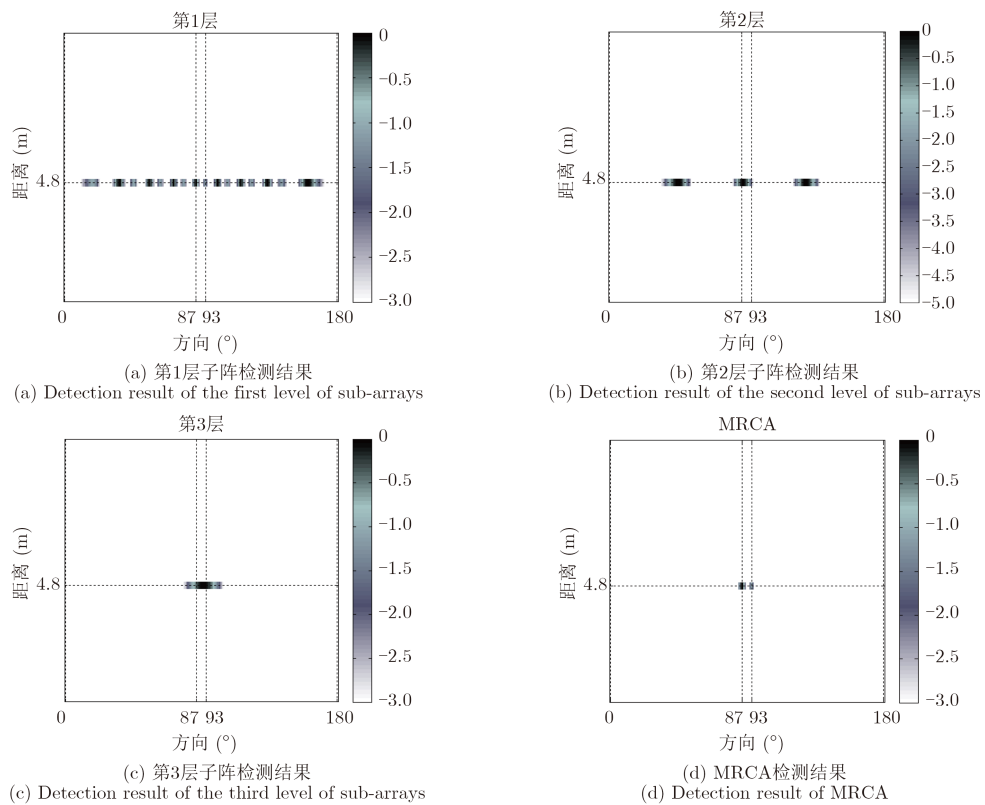 第1层
0
−0.5
−1.0
−1.5
−2.0
−2.5
−3.0
距离 (m)
4.8
0
87 93
180
方向 (°)
(a) 第1层子阵检测结果
(a) Detection result of the first level of sub-arrays
第2层
0
−0.5
−1.0
−1.5
−2.0
−2.5
−3.0
−3.5
−4.0
−4.5
−5.0
距离 (m)
4.8
0
87 93
180
方向 (°)
(b) 第2层子阵检测结果
(b) Detection result of the second level of sub-arrays
第3层
0
−0.5
−1.0
−1.5
−2.0
−2.5
−3.0
距离 (m)
4.8
0
87 93
180
方向 (°)
(c) 第3层子阵检测结果
(c) Detection result of the third level of sub-arrays
MRCA
0
−0.5
−1.0
−1.5
−2.0
−2.5
−3.0
距离 (m)
4.8
0
87 93
180
方向 (°)
(d) MRCA检测结果
(d) Detection result of MRCA